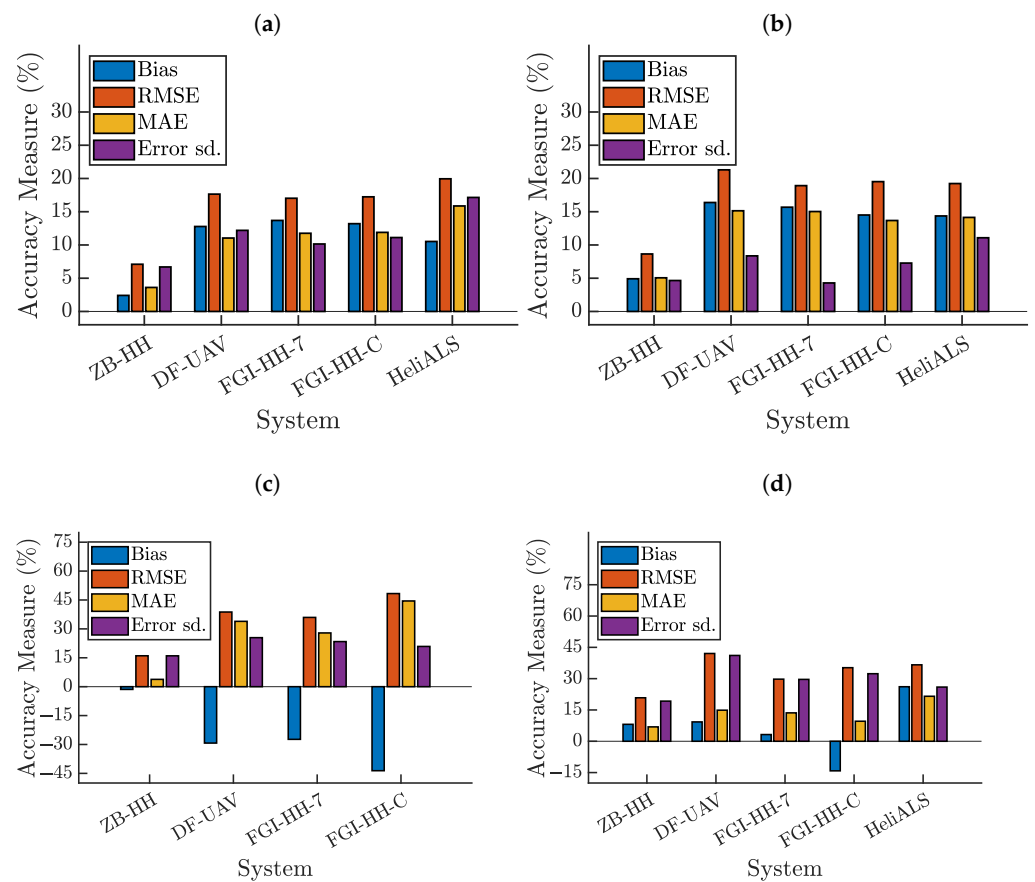 (a)
Accuracy Measure (%)
30
25
20
15
10
5
0
Bias
RMSE
MAE
Error sd.
ZB-HH
DF-UAV
FGI-HH-7
FGI-HH-C
HeliALS
System
(b)
Accuracy Measure (%)
30
25
20
15
10
5
0
Bias
RMSE
MAE
Error sd.
ZB-HH
DF-UAV
FGI-HH-7
FGI-HH-C
HeliALS
System
(c)
Accuracy Measure (%)
75
60
45
30
15
0
−15
−30
−45
Bias
RMSE
MAE
Error sd.
ZB-HH
DF-UAV
FGI-HH-7
FGI-HH-C
System
(d)
Accuracy Measure (%)
75
60
45
30
15
0
−15
Bias
RMSE
MAE
Error sd.
ZB-HH
DF-UAV
FGI-HH-7
FGI-HH-C
HeliALS
System